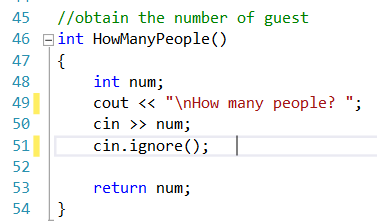 45 //obtain the number of guest
46 int HowManyPeople()
47 {
48 int num;
49 cout << "\nHow many people? ";
50 cin >> num;
51 cin.ignore();
52
53 return num;
54 }